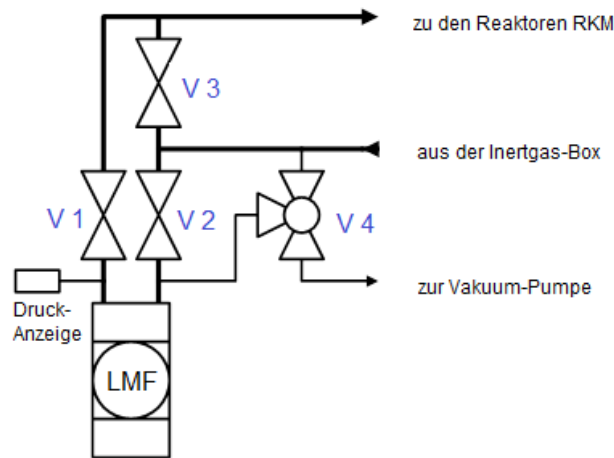 zu den Reaktoren RKM
V 3
aus der Inertgas-Box
V 1
V 2
V 4
zur Vakuum-Pumpe
Druck-
Anzeige
LMF